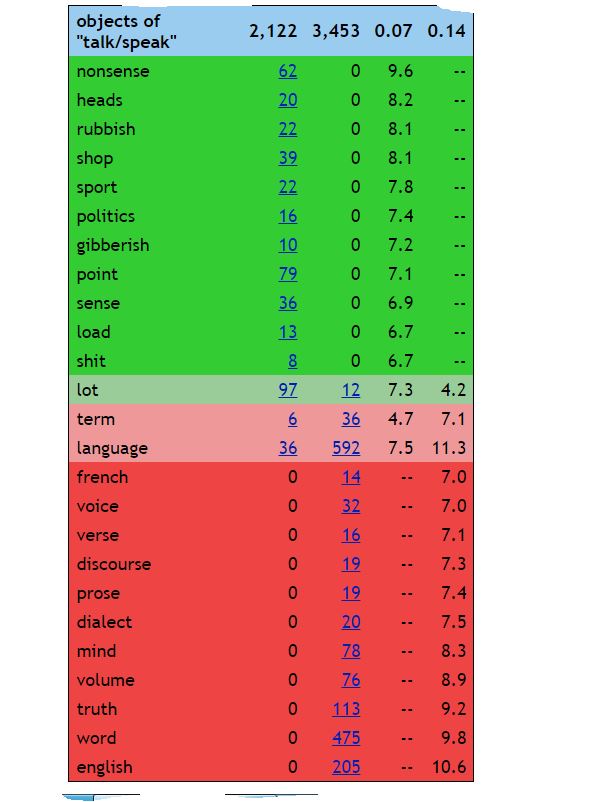 objects of
"talk/speak" 2,122 3,453 0.07 0.14
nonsense 62 0 9.6 --
heads 20 0 8.2 --
rubbish 22 0 8.1 --
shop 39 0 8.1 --
sport 22 0 7.8 --
politics 16 0 7.4 --
gibberish 10 0 7.2 --
point 79 0 7.1 --
sense 36 0 6.9 --
load 13 0 6.7 --
shit 8 0 6.7 --
lot 97 12 7.3 4.2
term 6 36 4.7 7.1
language 36 592 7.5 11.3
french 0 14 -- 7.0
voice 0 32 -- 7.0
verse 0 16 -- 7.1
discourse 0 19 -- 7.3
prose 0 19 -- 7.4
dialect 0 20 -- 7.5
mind 0 78 -- 8.3
volume 0 76 -- 8.9
truth 0 113 -- 9.2
word 0 475 -- 9.8
english 0 205 -- 10.6